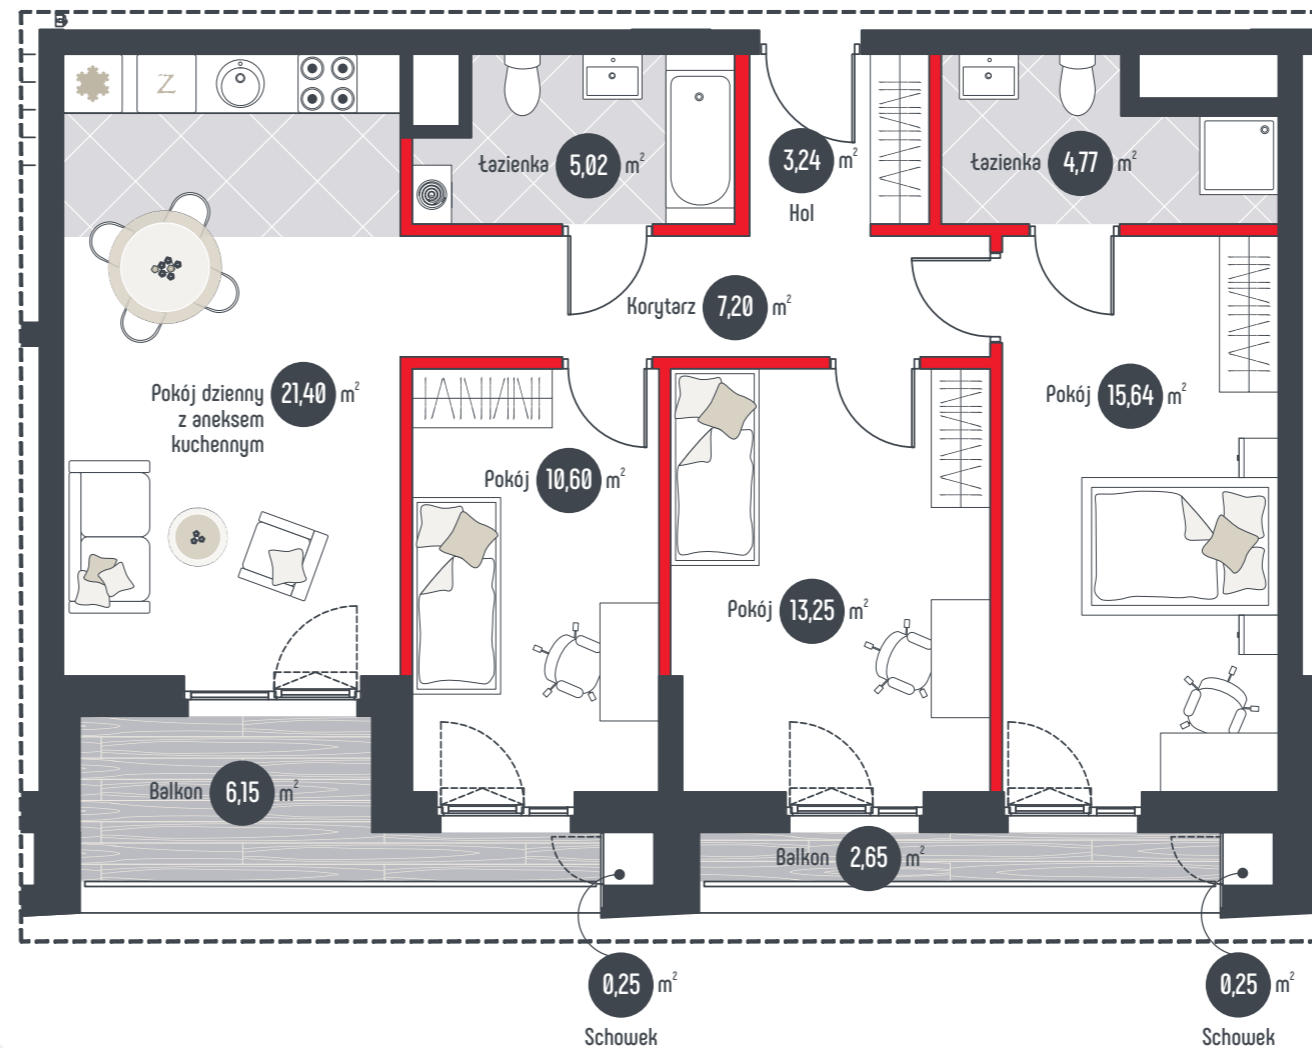 Z
Łazienka 5,02 m²
3,24 m²
Hol
Łazienka 4,77 m²
Korytarz 7,20 m²
Pokój dzienny 21,40 m²
z aneksem
kuchennym
Pokój 10,60 m²
Pokój 15,64 m²
Pokój 13,25 m²
Balkon 6,15 m²
Balkon 2,65 m²
0,25 m²
Schowek
0,25 m²
Schowek